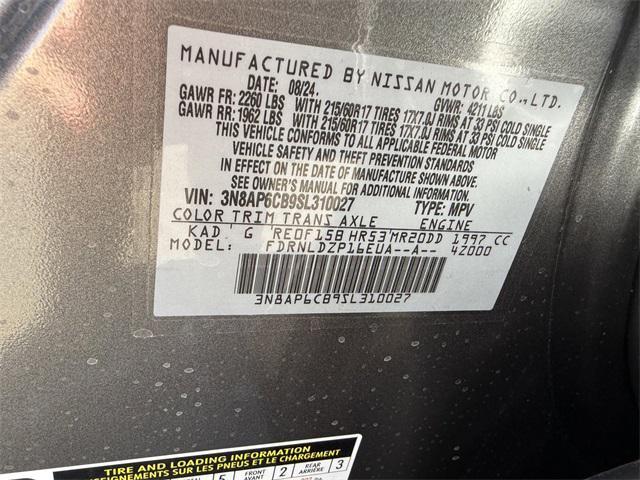 MANUFACTURED BY NISSAN MOTOR CO.,LTD.
DATE: 08/24. GVWR: 4211 LBS
GAWR FR: 2260 LBS WITH 215/60R17 TIRES 17X7.0J RIMS AT 33 PSI COLD SINGLE
GAWR RR: 1962 LBS WITH 215/60R17 TIRES 17X7.0J RIMS AT 33 PSI COLD SINGLE
THIS VEHICLE CONFORMS TO ALL APPLICABLE FEDERAL MOTOR
VEHICLE SAFETY AND THEFT PREVENTION STANDARDS
IN EFFECT ON THE DATE OF MANUFACTURE SHOWN ABOVE.
SEE OWNER'S MANUAL FOR ADDITIONAL INFORMATION.
VIN: 3N8AP6CB9SL310027 TYPE: MPV
COLOR TRIM TRANS AXLE ENGINE
KAD G RE0F15B HR53 MR20DD 1997 CC
MODEL: FDRNLDZP16EUA--A-- 4Z000
3N8AP6CB9SL310027
TIRE AND LOADING INFORMATION
RENSEIGNEMENTS SUR LES PNEUS ET LE CHARGEMENT
5 FRONT AVANT 2 REAR ARRIÈRE 3